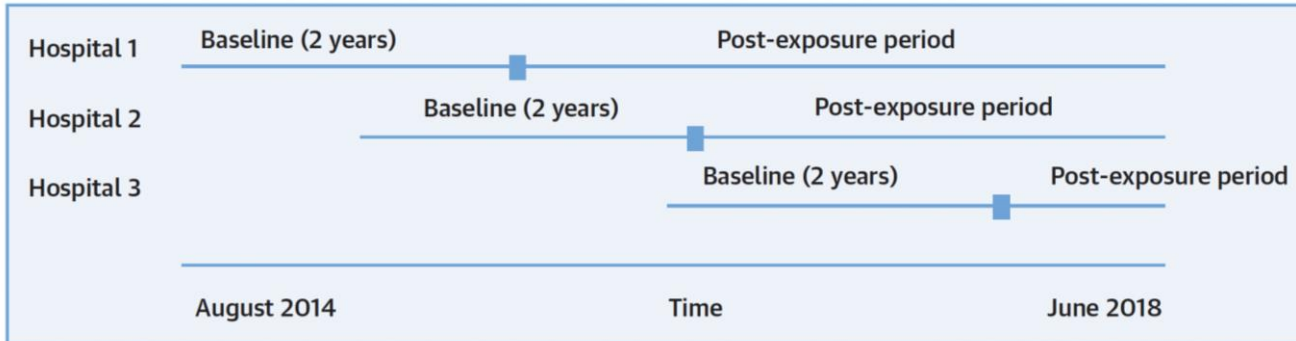 Hospital 1 Baseline (2 years) Post-exposure period
Hospital 2 Baseline (2 years) Post-exposure period
Hospital 3 Baseline (2 years) Post-exposure period
August 2014 Time June 2018